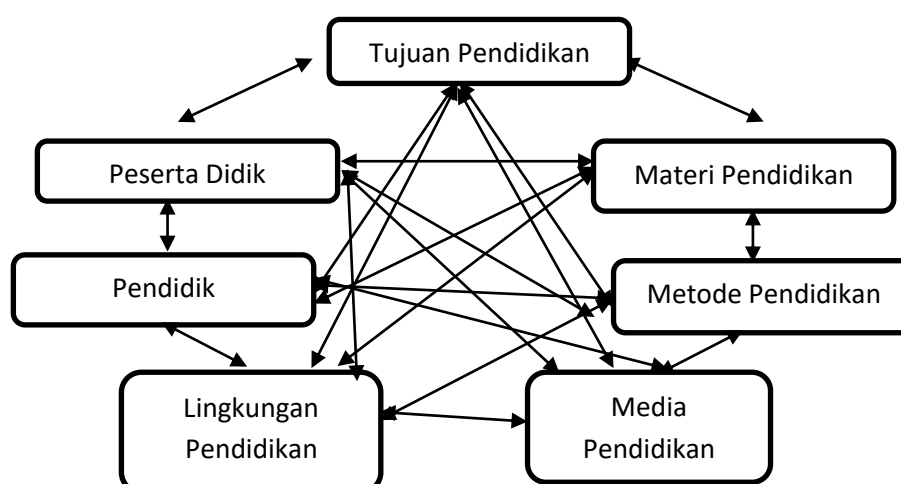 Tujuan Pendidikan
Peserta Didik
Materi Pendidikan
Pendidik
Metode Pendidikan
Lingkungan
Pendidikan
Media
Pendidikan